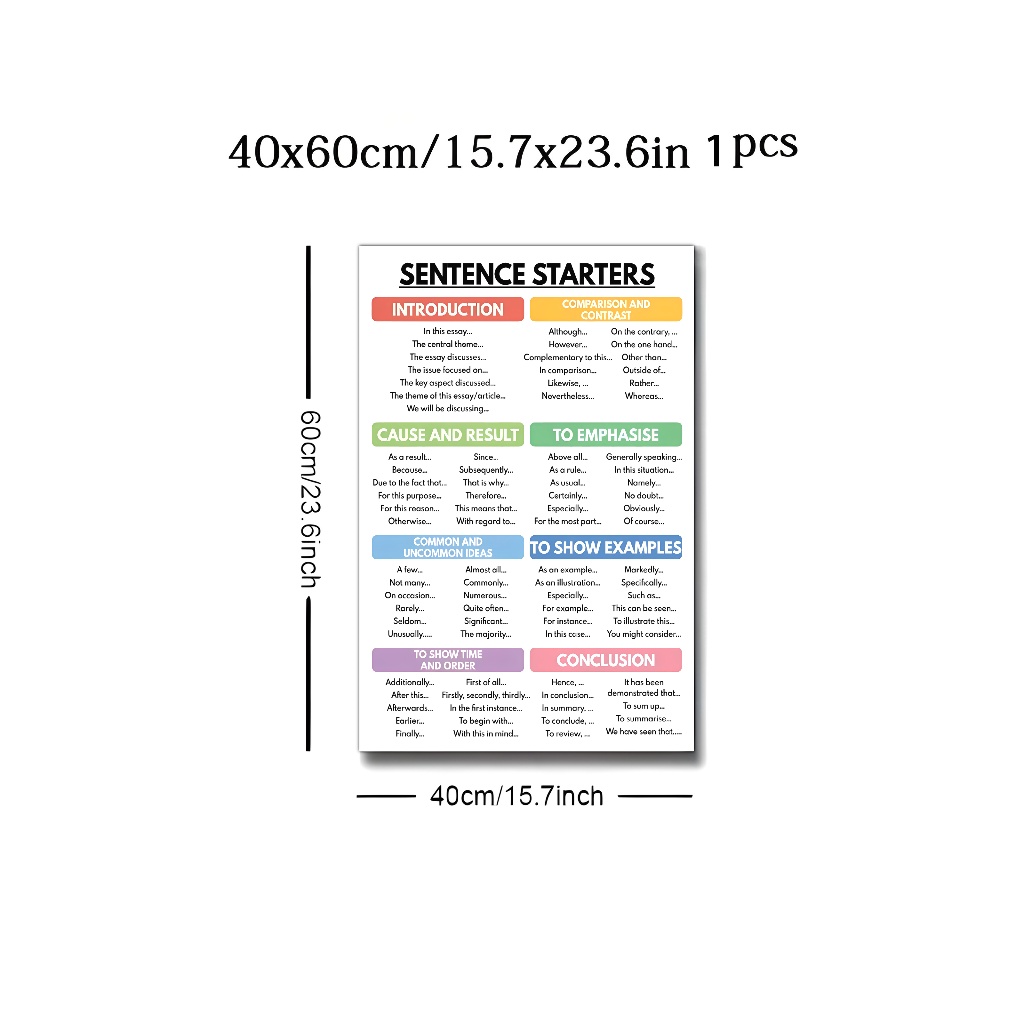 40x60cm/15.7x23.6in 1pcs
60cm/23.6inch
SENTENCE STARTERS
INTRODUCTION
In this essay...
The central theme...
The essay discusses...
The issue focused on...
The key aspect discussed...
The theme of this essay/article...
We will be discussing...
COMPARISON AND
CONTRAST
Although... On the contrary, ...
However... On the one hand...
Complementary to this... Other than...
In comparison... Outside of...
Likewise, ... Rather...
Nevertheless... Whereas...
CAUSE AND RESULT
As a result... Since...
Because... Subsequently...
Due to the fact that... That is why...
For this purpose... Therefore...
For this reason... This means that...
Otherwise... With regard to...
TO EMPHASISE
Above all... Generally speaking...
As a rule... In this situation...
As usual... Namely...
Certainly... No doubt...
Especially... Obviously...
For the most part... Of course...
COMMON AND
UNCOMMON IDEAS
A few... Almost all...
Not many... Commonly...
On occasion... Numerous...
Rarely... Quite often...
Seldom... Significant...
Unusually..... The majority...
TO SHOW EXAMPLES
As an example... Markedly...
As an illustration... Specifically...
Especially... Such as...
For example... This can be seen...
For instance... To illustrate this...
In this case... You might consider...
TO SHOW TIME
AND ORDER
Additionally... First of all...
After this... Firstly, secondly, thirdly...
Afterwards... In the first instance...
Earlier... To begin with...
Finally... With this in mind...
CONCLUSION
Hence, ...
In conclusion...
In summary, ...
To conclude, ...
To review, ...
It has been
demonstrated that...
To sum up...
To summarise...
We have seen that.....
40cm/15.7inch